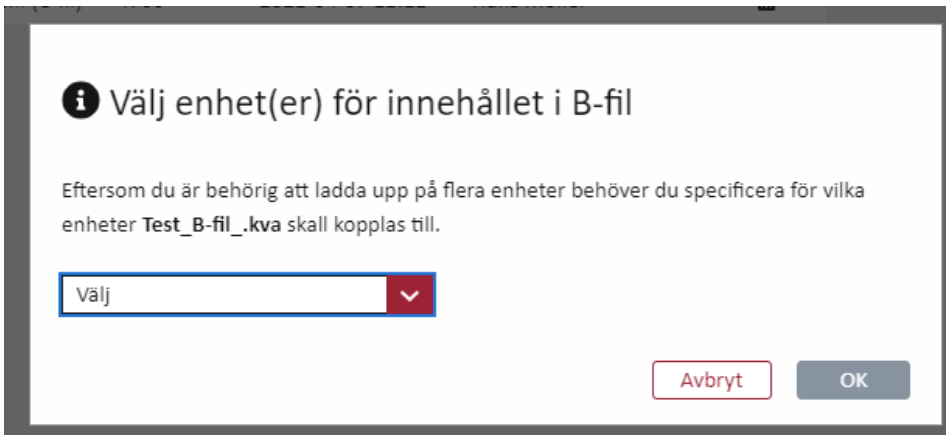 Välj enhet(er) för innehållet i B-fil
Eftersom du är behörig att ladda upp på flera enheter behöver du specificera för vilka
enheter Test_B-fil_.kva skall kopplas till.
Välj
Avbryt OK